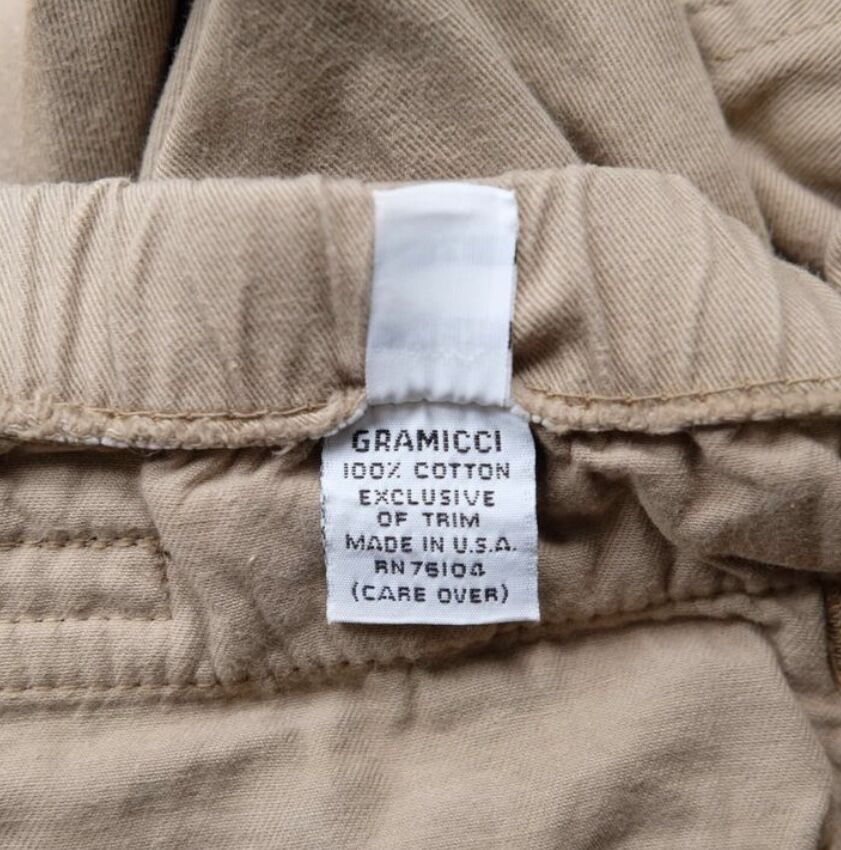 GRAMICCI
100% COTTON
EXCLUSIVE
OF TRIM
MADE IN U.S.A.
RN76104
(CARE OVER)